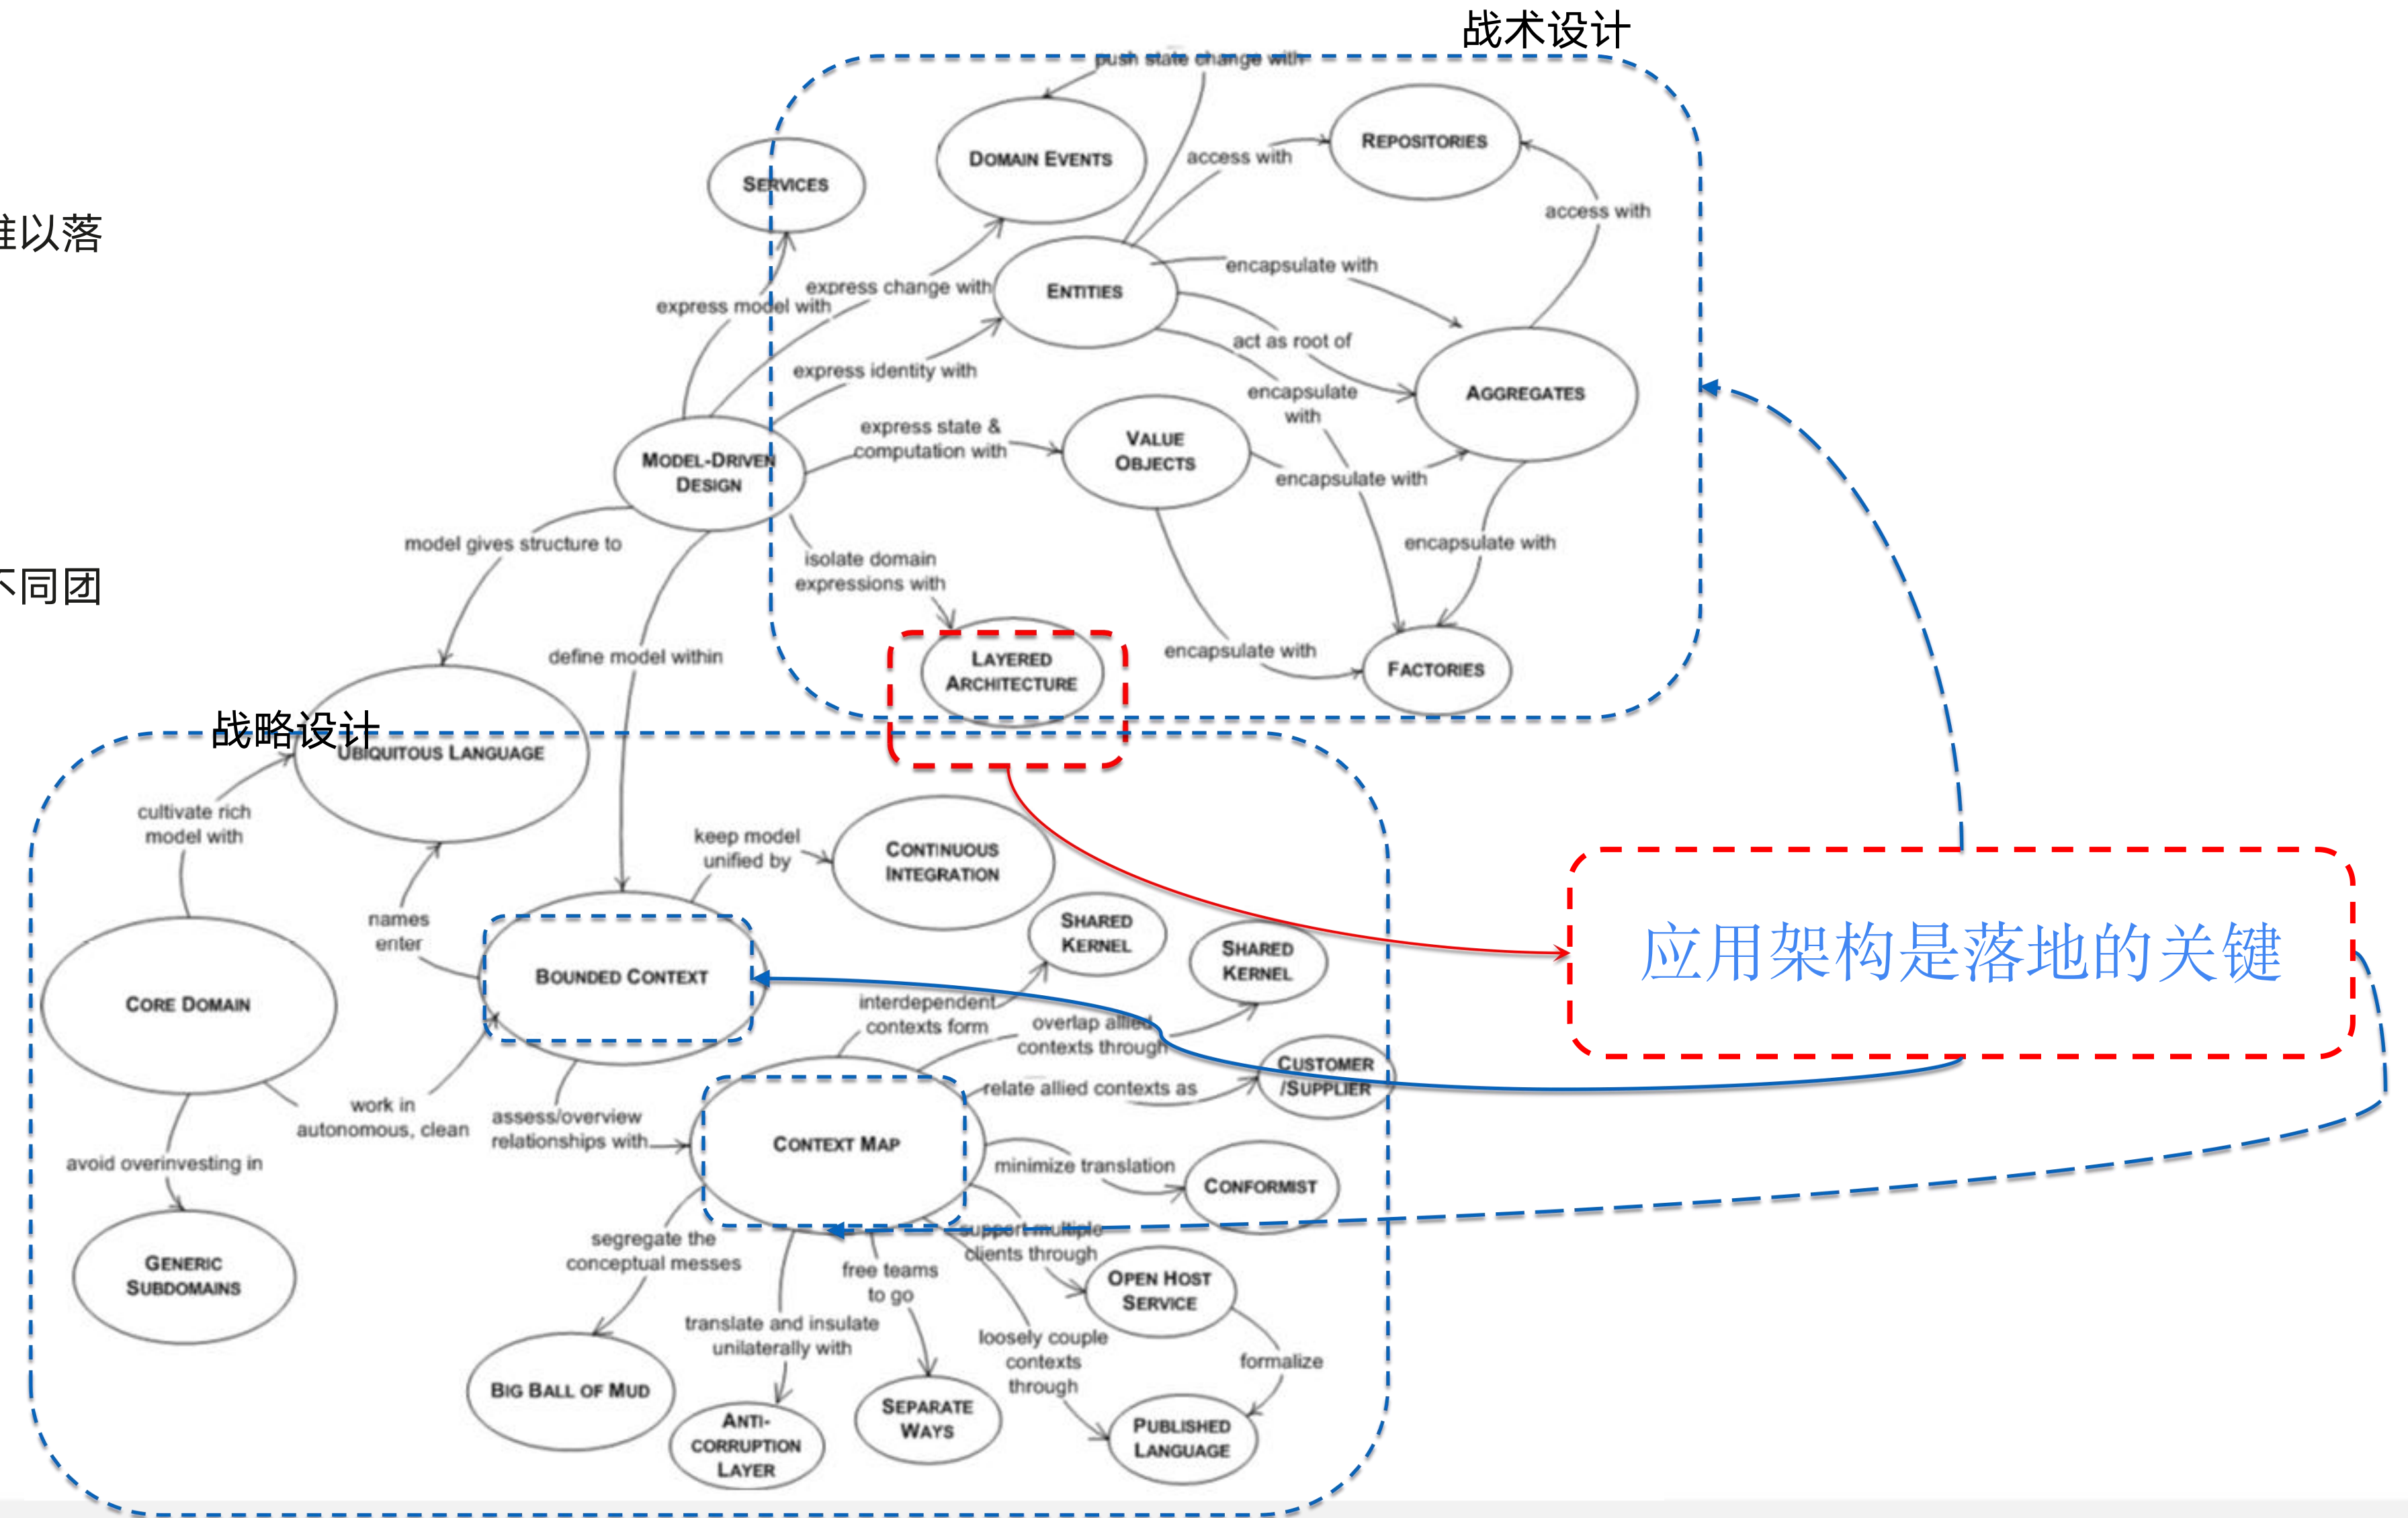 战术设计
push state change with
DOMAIN EVENTS
REPOSITORIES
access with
SERVICES
access with
难以落
encapsulate with
express change with
ENTITIES
express model with
act as root of
express identity with
encapsulate
with
AGGREGATES
express state &
computation with
VALUE
OBJECTS
MODEL-DRIVEN
DESIGN
encapsulate with
model gives structure to
encapsulate with
isolate domain
expressions with
不同团
define model within
encapsulate with
LAYERED
ARCHITECTURE
FACTORIES
战略设计
UBIQUITOUS LANGUAGE
cultivate rich
model with
keep model
unified by
CONTINUOUS
INTEGRATION
names
enter
SHARED
KERNEL
SHARED
KERNEL
应用架构是落地的关键
BOUNDED CONTEXT
CORE DOMAIN
interdependent
contexts form
overlap allied
contexts through
CUSTOMER
/SUPPLIER
relate allied contexts as
work in
autonomous, clean
assess/overview
relationships with
CONTEXT MAP
avoid overinvesting in
minimize translation
CONFORMIST
support multiple
clients through
segregate the
conceptual messes
GENERIC
SUBDOMAINS
free teams
to go
OPEN HOST
SERVICE
translate and insulate
unilaterally with
loosely couple
contexts
through
formalize
BIG BALL OF MUD
SEPARATE
WAYS
ANTI-
CORRUPTION
LAYER
PUBLISHED
LANGUAGE